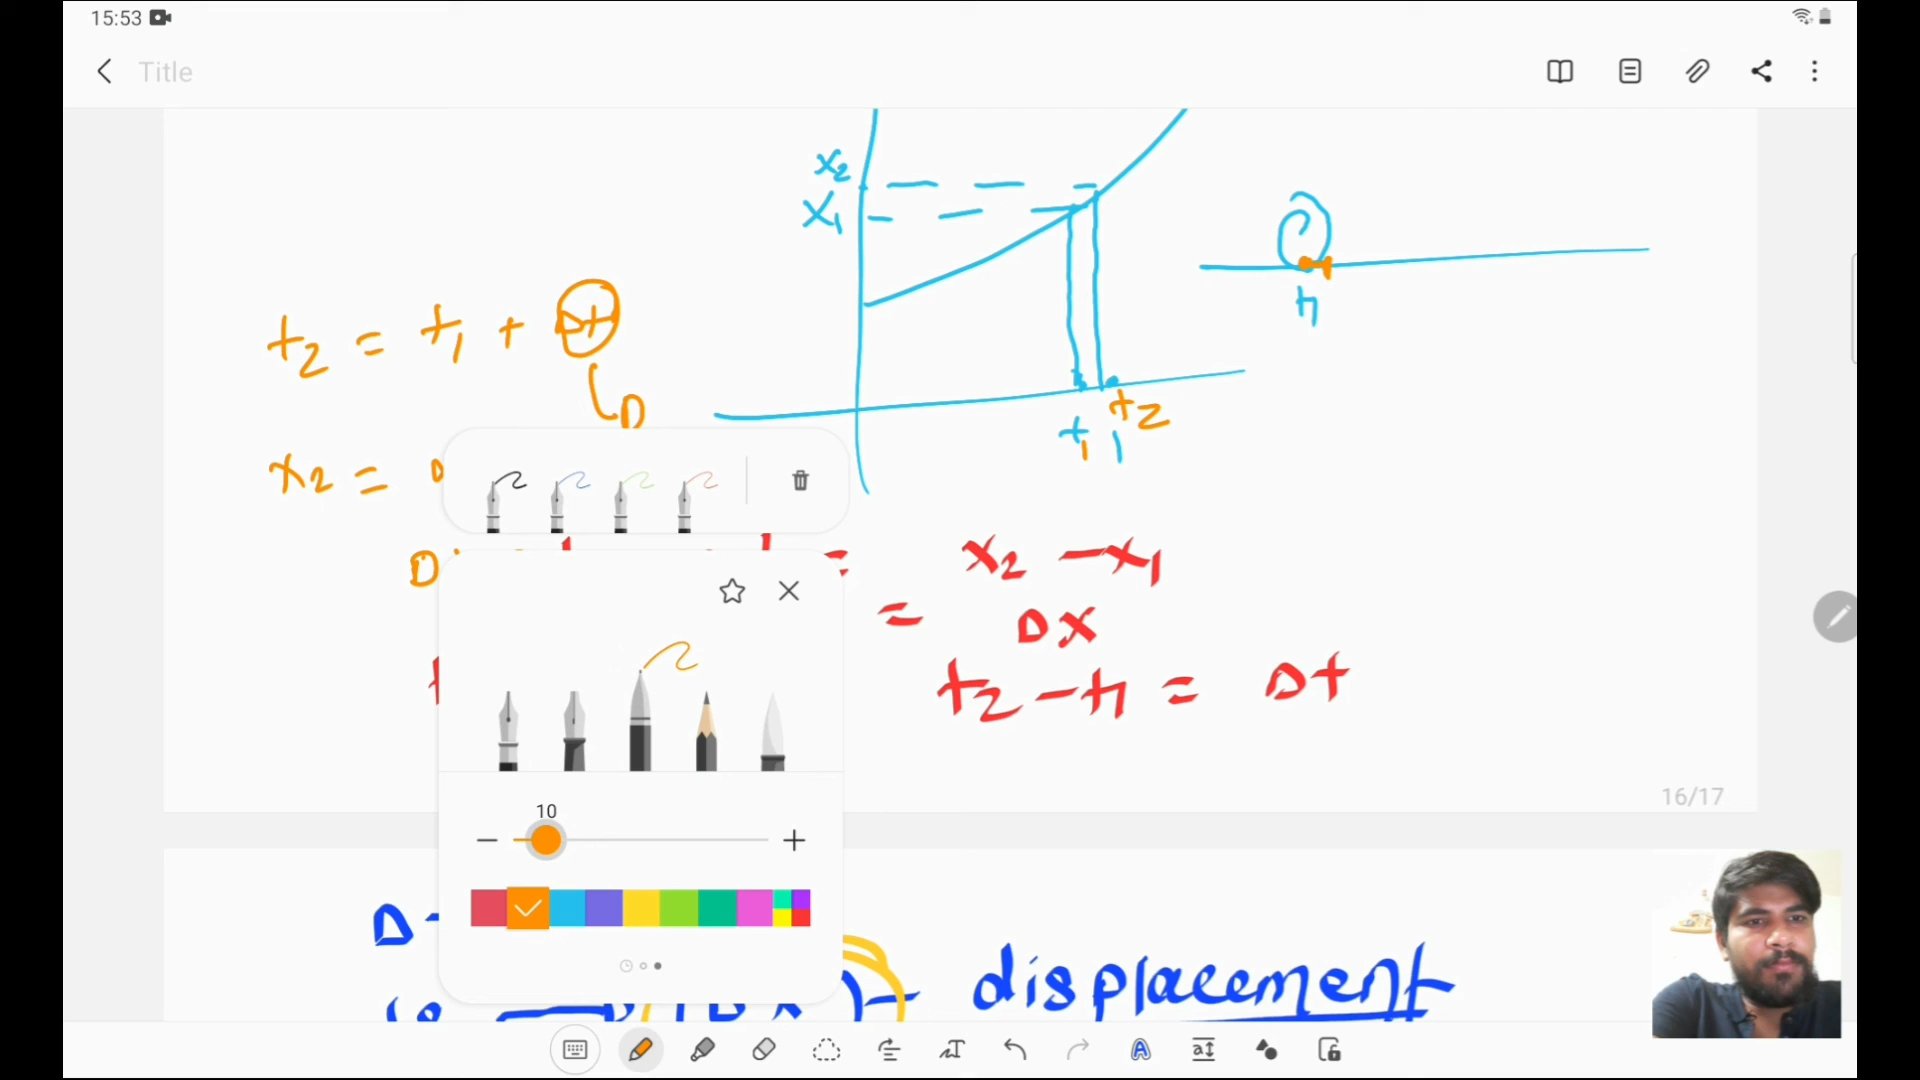 15:53
Title
x2
x1
t1
t2 = t1 + Δt
Δ
t2
t1
x2 =
= x2 - x1
= Δx
t2 - t1 = Δt
16/17
10
Δ
displacement